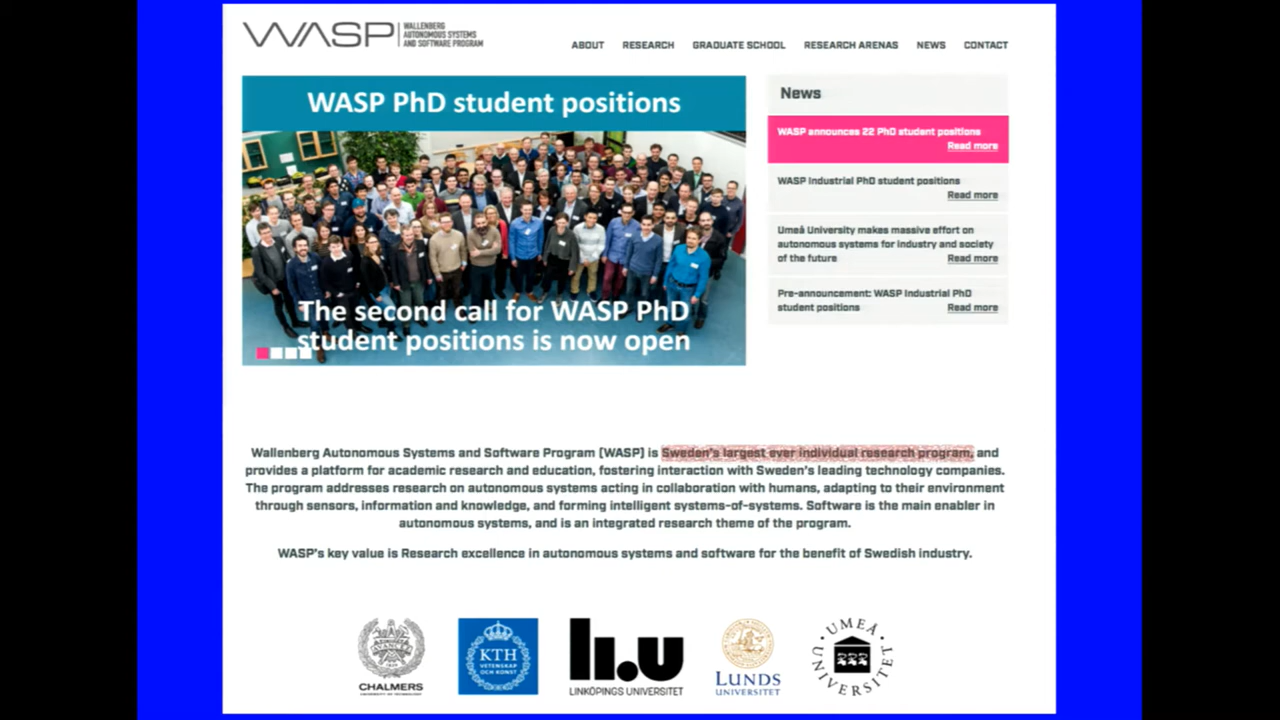 WASP WALLENBERG
AUTONOMOUS SYSTEMS
AND SOFTWARE PROGRAM
ABOUT RESEARCH GRADUATE SCHOOL RESEARCH ARENAS NEWS CONTACT
WASP PhD student positions
The second call for WASP PhD
student positions is now open
News
WASP announces 22 PhD student positions
Read more
WASP Industrial PhD student positions
Read more
Umeå University makes massive effort on
autonomous systems for industry and society
of the future Read more
Pre-announcement: WASP Industrial PhD
student positions Read more
Wallenberg Autonomous Systems and Software Program (WASP) is Sweden's largest ever individual research program, and
provides a platform for academic research and education, fostering interaction with Sweden's leading technology companies.
The program addresses research on autonomous systems acting in collaboration with humans, adapting to their environment
through sensors, information and knowledge, and forming intelligent systems-of-systems. Software is the main enabler in
autonomous systems, and is an integrated research theme of the program.
WASP's key value is Research excellence in autonomous systems and software for the benefit of Swedish industry.
CHALMERS
UNIVERSITY OF TECHNOLOGY
KTH
VETENSKAP
OCH KONST
li.u
LINKÖPINGS UNIVERSITET
LUNDS
UNIVERSITET
UMEÅ
UNIVERSITET